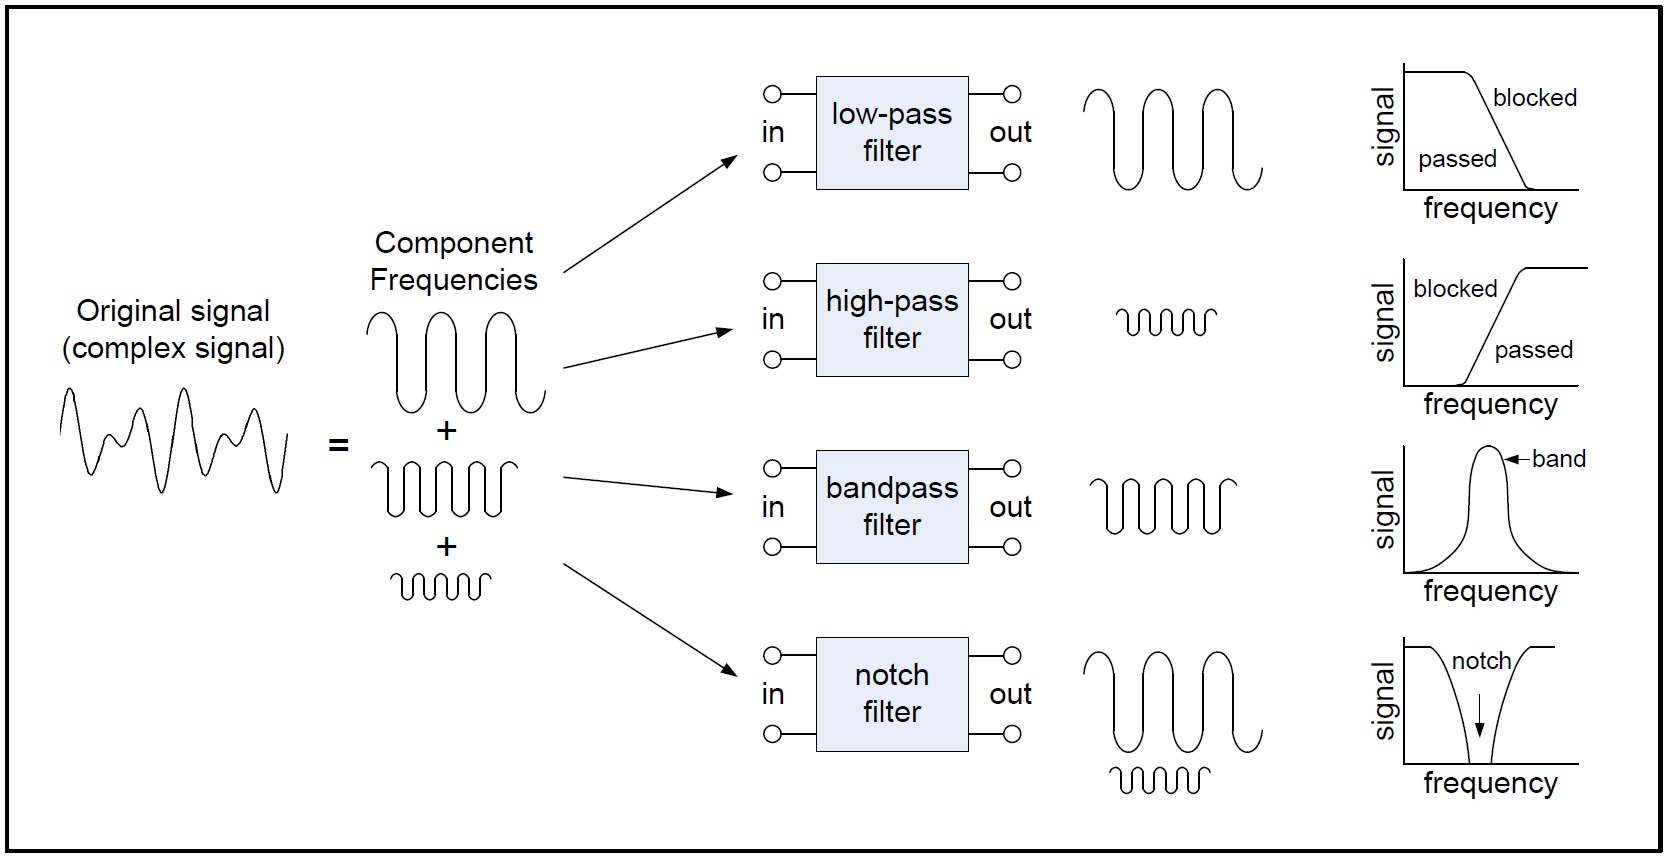 Original signal
(complex signal)
=
Component
Frequencies
+
+
in
low-pass
filter
out
signal
blocked
passed
frequency
in
high-pass
filter
out
signal
blocked
passed
frequency
in
bandpass
filter
out
signal
band
frequency
in
notch
filter
out
signal
notch
frequency